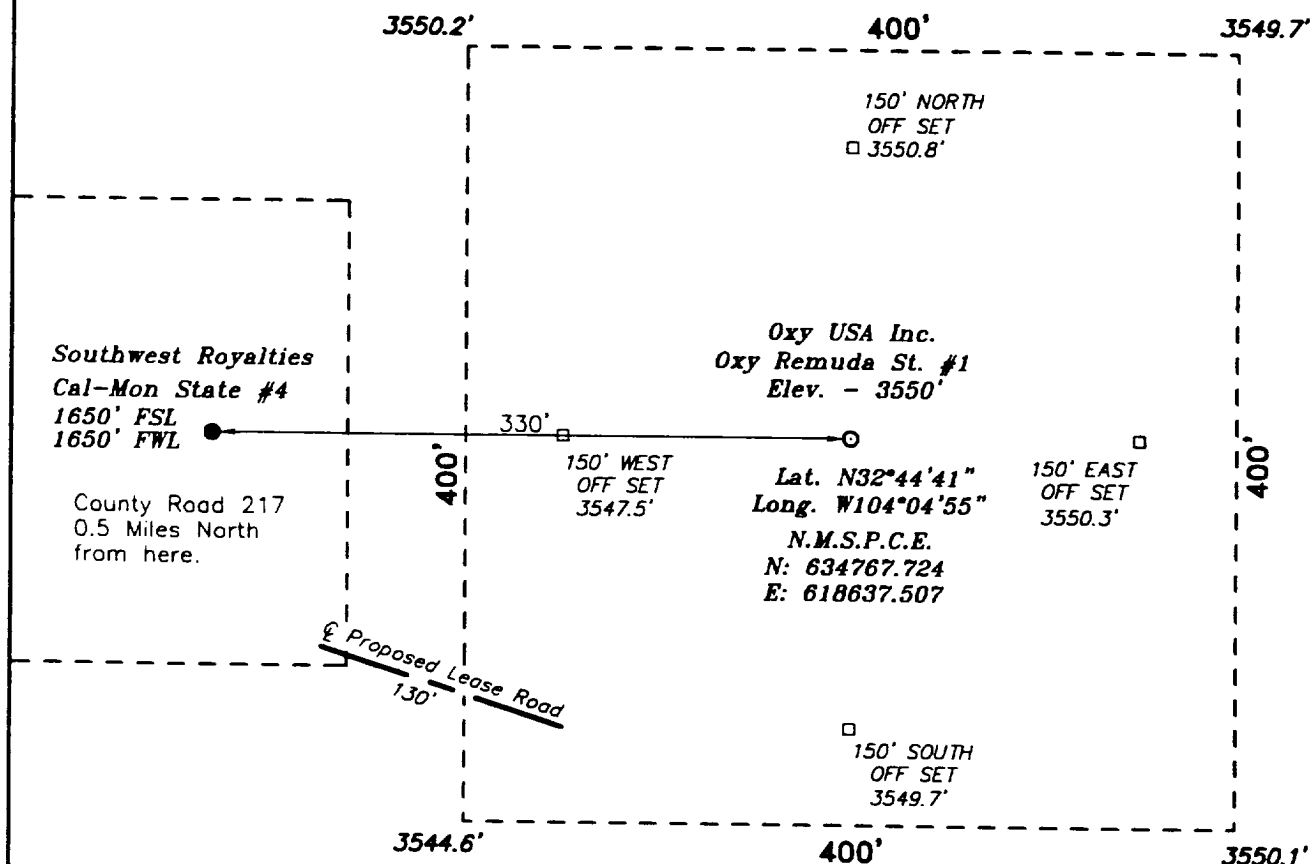 3550.2'
400'
3549.7'
150' NORTH
OFF SET
3550.8'
Oxy USA Inc.
Oxy Remuda St. #1
Elev. - 3550'
Southwest Royalties
Cal-Mon State #4
1650' FSL
1650' FWL
330'
400'
150' WEST
OFF SET
3547.5'
Lat. N32°44'41"
Long. W104°04'55"
N.M.S.P.C.E.
N: 634767.724
E: 618637.507
150' EAST
OFF SET
3550.3'
400'
County Road 217
0.5 Miles North
from here.
℄ Proposed Lease Road
130'
150' SOUTH
OFF SET
3549.7'
3544.6'
400'
3550.1'